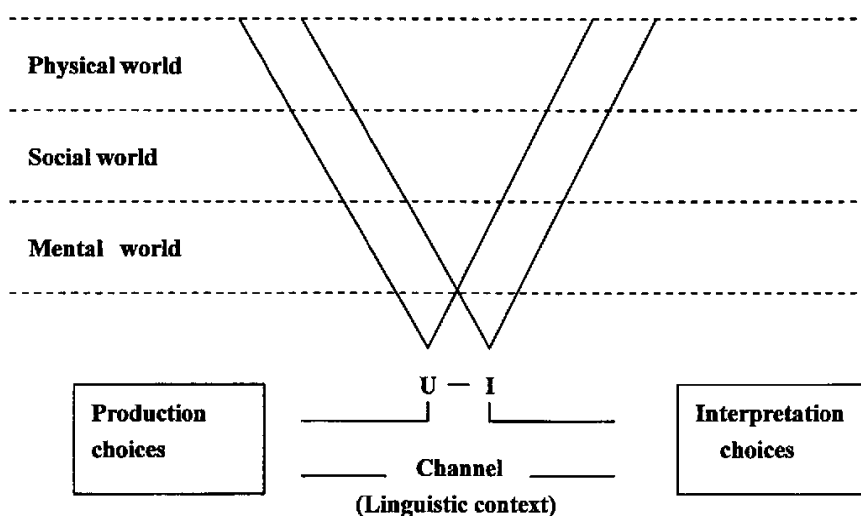 Physical world
Social world
Mental world
U — I
Production
choices
Interpretation
choices
Channel
(Linguistic context)